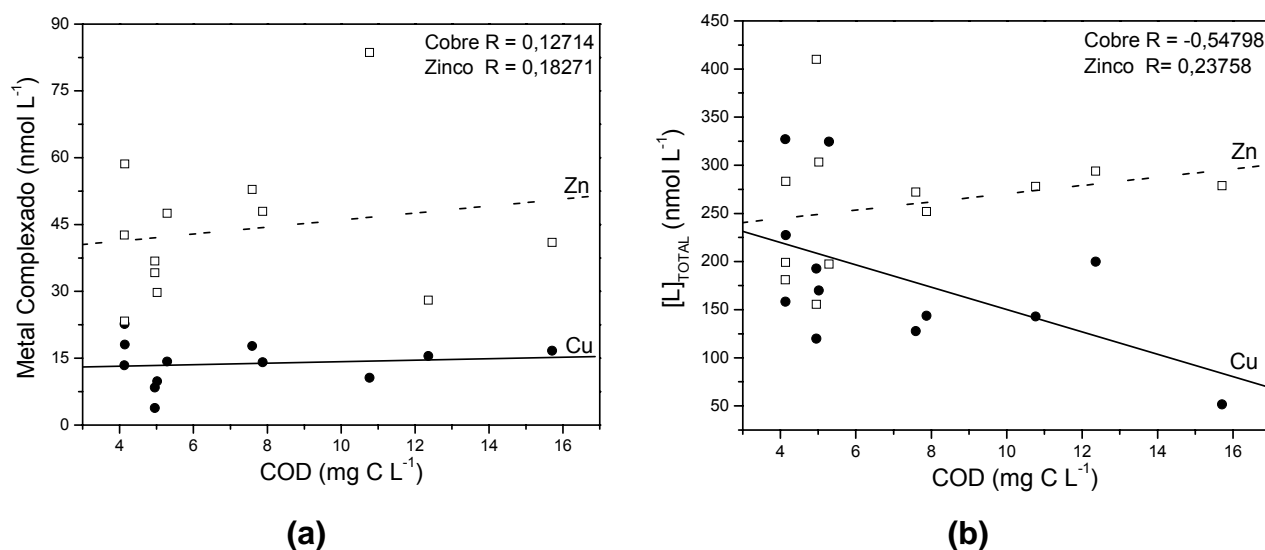 90
75
60
45
30
15
0
Metal Complexado (nmol L⁻¹)
Cobre R = 0,12714
Zinco R = 0,18271
Zn
Cu
4 6 8 10 12 14 16
COD (mg C L⁻¹)
(a)
450
400
350
300
250
200
150
100
50
[L]TOTAL (nmol L⁻¹)
Cobre R = -0,54798
Zinco R= 0,23758
Zn
Cu
4 6 8 10 12 14 16
COD (mg C L⁻¹)
(b)